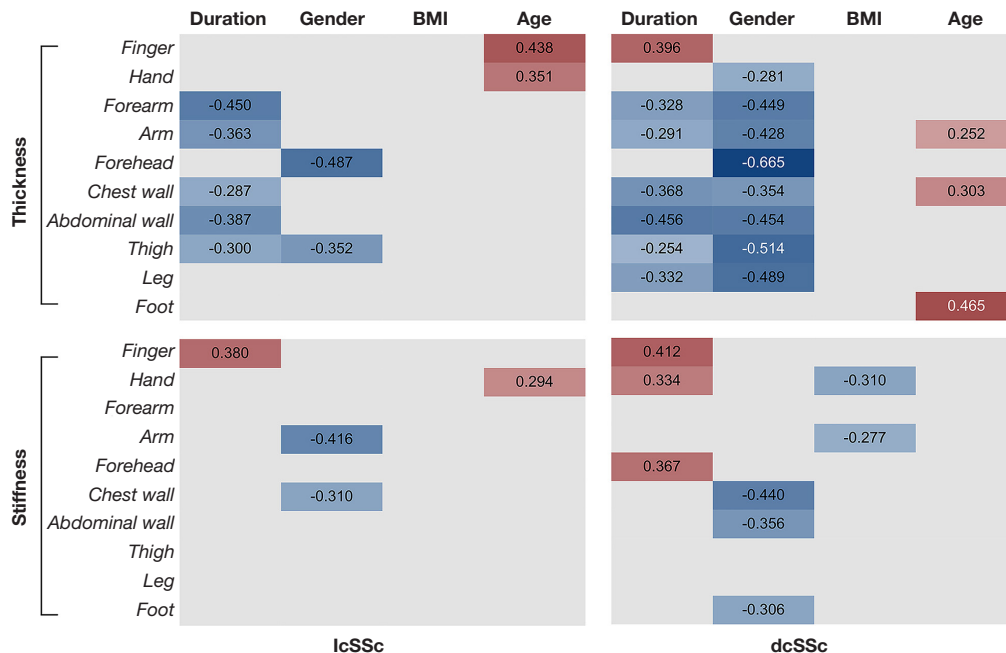 Duration Gender BMI Age Duration Gender BMI Age
Thickness
Finger 0.438 0.396
Hand 0.351 -0.281
Forearm -0.450 -0.328 -0.449
Arm -0.363 -0.291 -0.428 0.252
Forehead -0.487 -0.665
Chest wall -0.287 -0.368 -0.354 0.303
Abdominal wall -0.387 -0.456 -0.454
Thigh -0.300 -0.352 -0.254 -0.514
Leg -0.332 -0.489
Foot 0.465
Stiffness
Finger 0.380 0.412
Hand 0.294 0.334 -0.310
Forearm
Arm -0.416 -0.277
Forehead 0.367
Chest wall -0.310 -0.440
Abdominal wall -0.356
Thigh
Leg
Foot -0.306
lcSSc dcSSc